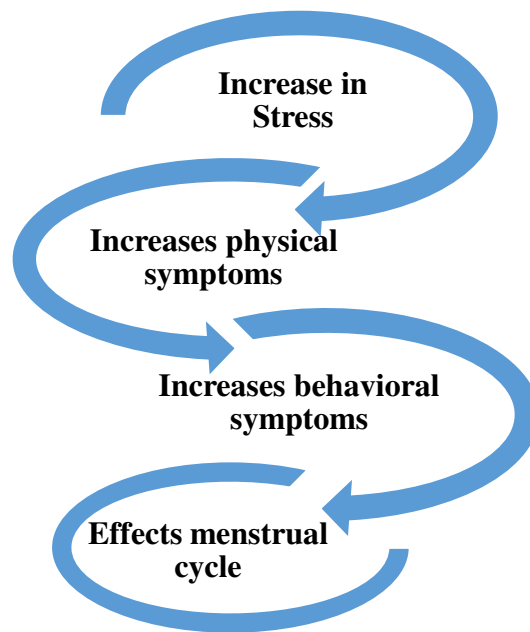 Increase in
Stress
Increases physical
symptoms
Increases behavioral
symptoms
Effects menstrual
cycle